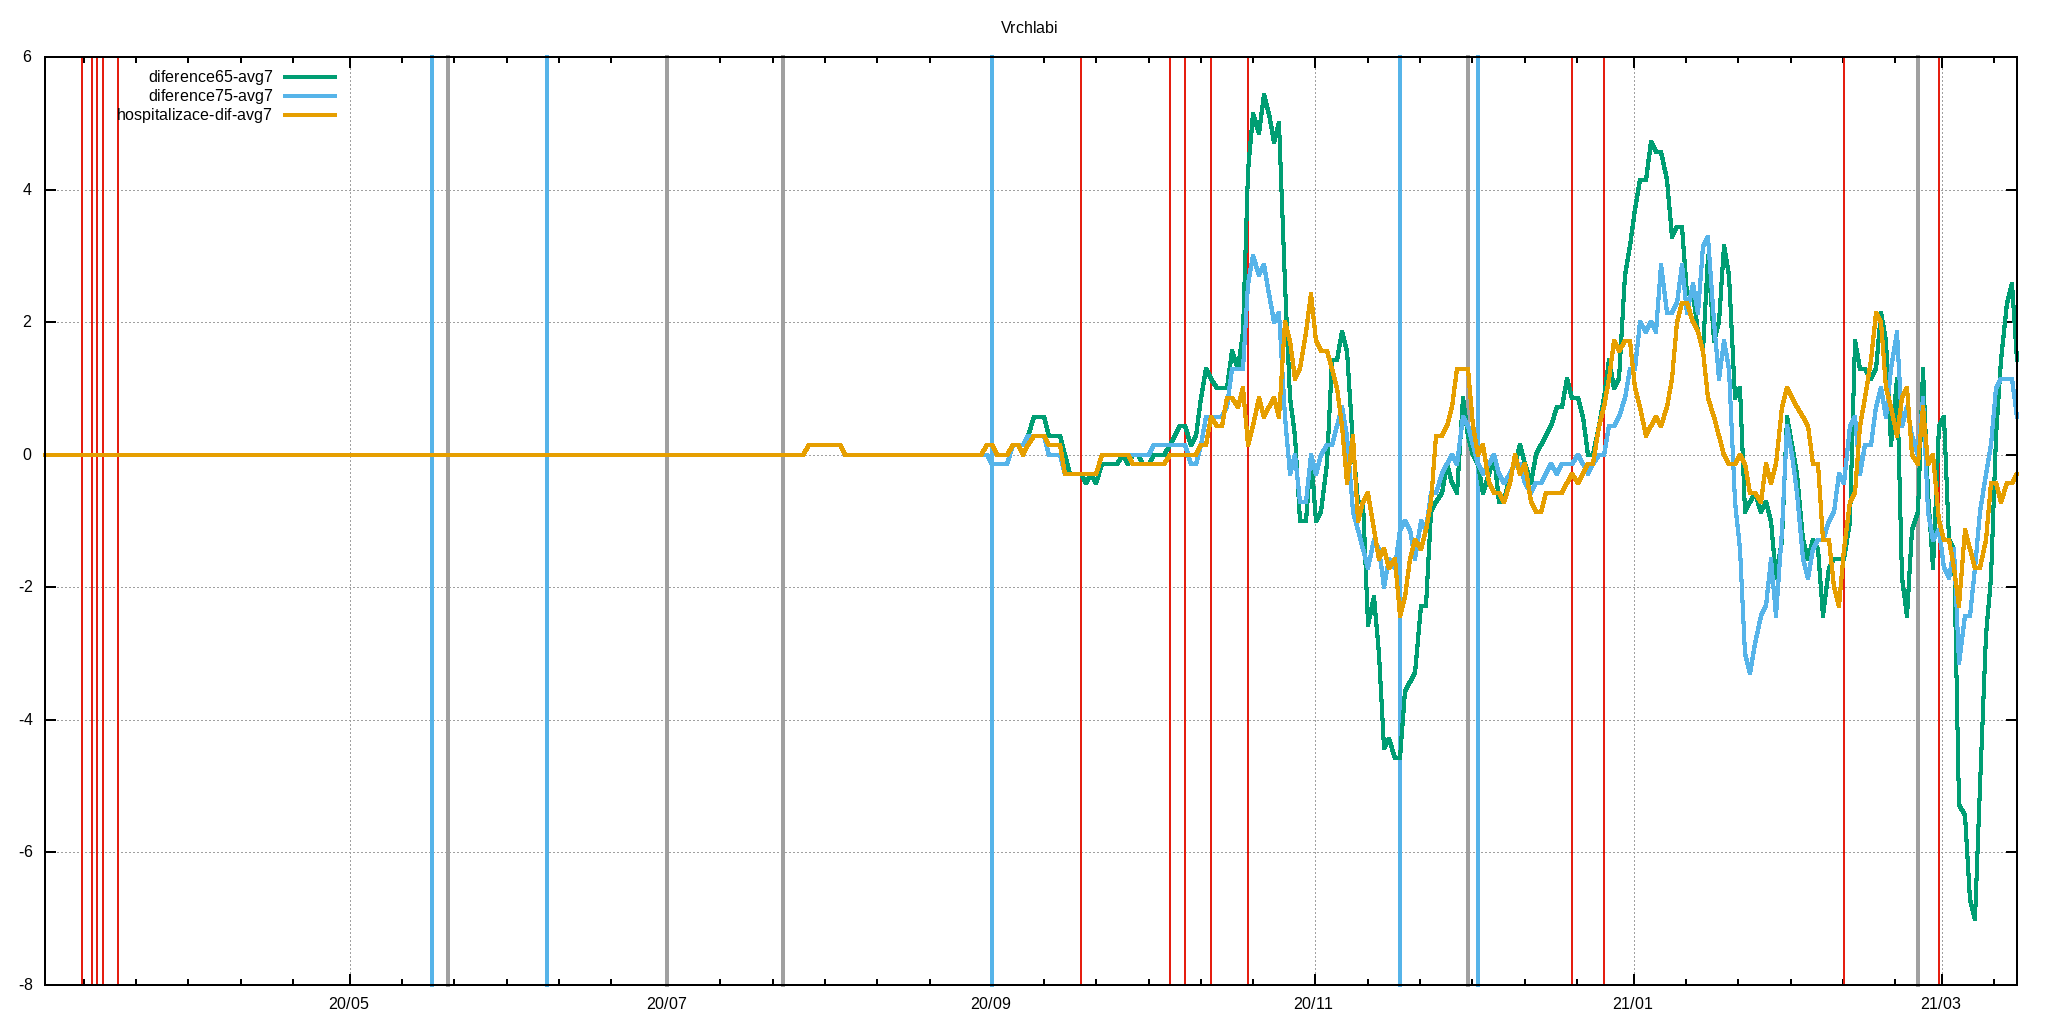 Vrchlabi
diference65-avg7
diference75-avg7
hospitalizace-dif-avg7
6
4
2
0
-2
-4
-6
-8
20/05 20/07 20/09 20/11 21/01 21/03